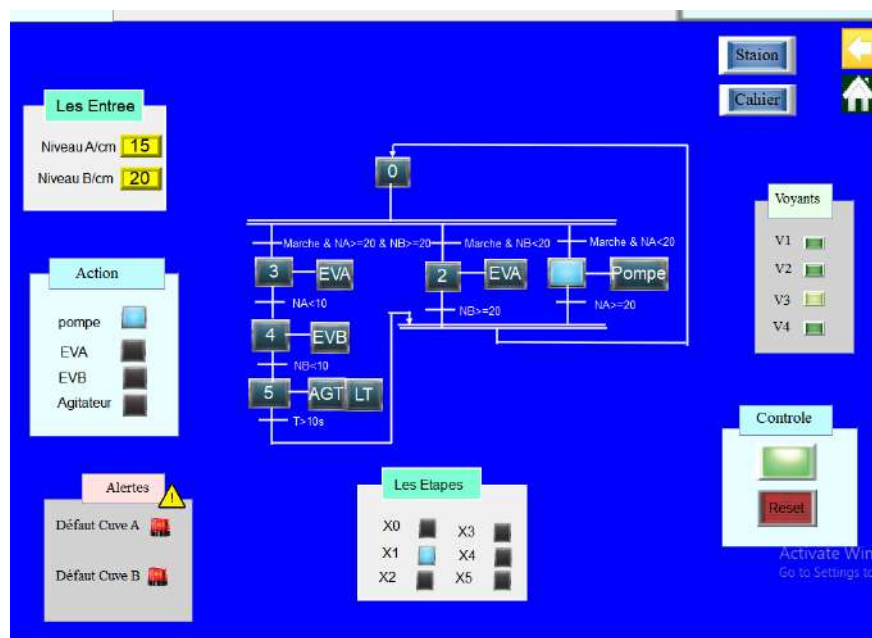 Staion
Cahier
Les Entree
Niveau A/cm 15
Niveau B/cm 20
0
Marche & NA>=20 & NB>=20
Marche & NB<20
Marche & NA<20
3 EVA
2 EVA
Pompe
NA<10
NB>=20
NA>=20
4 EVB
NB<10
5 AGT LT
T>10s
Action
pompe
EVA
EVB
Agitateur
Voyants
V1
V2
V3
V4
Alertes
Défaut Cuve A
Défaut Cuve B
Les Etapes
X0 X3
X1 X4
X2 X5
Controle
Reset
Activate Win
Go to Settings to